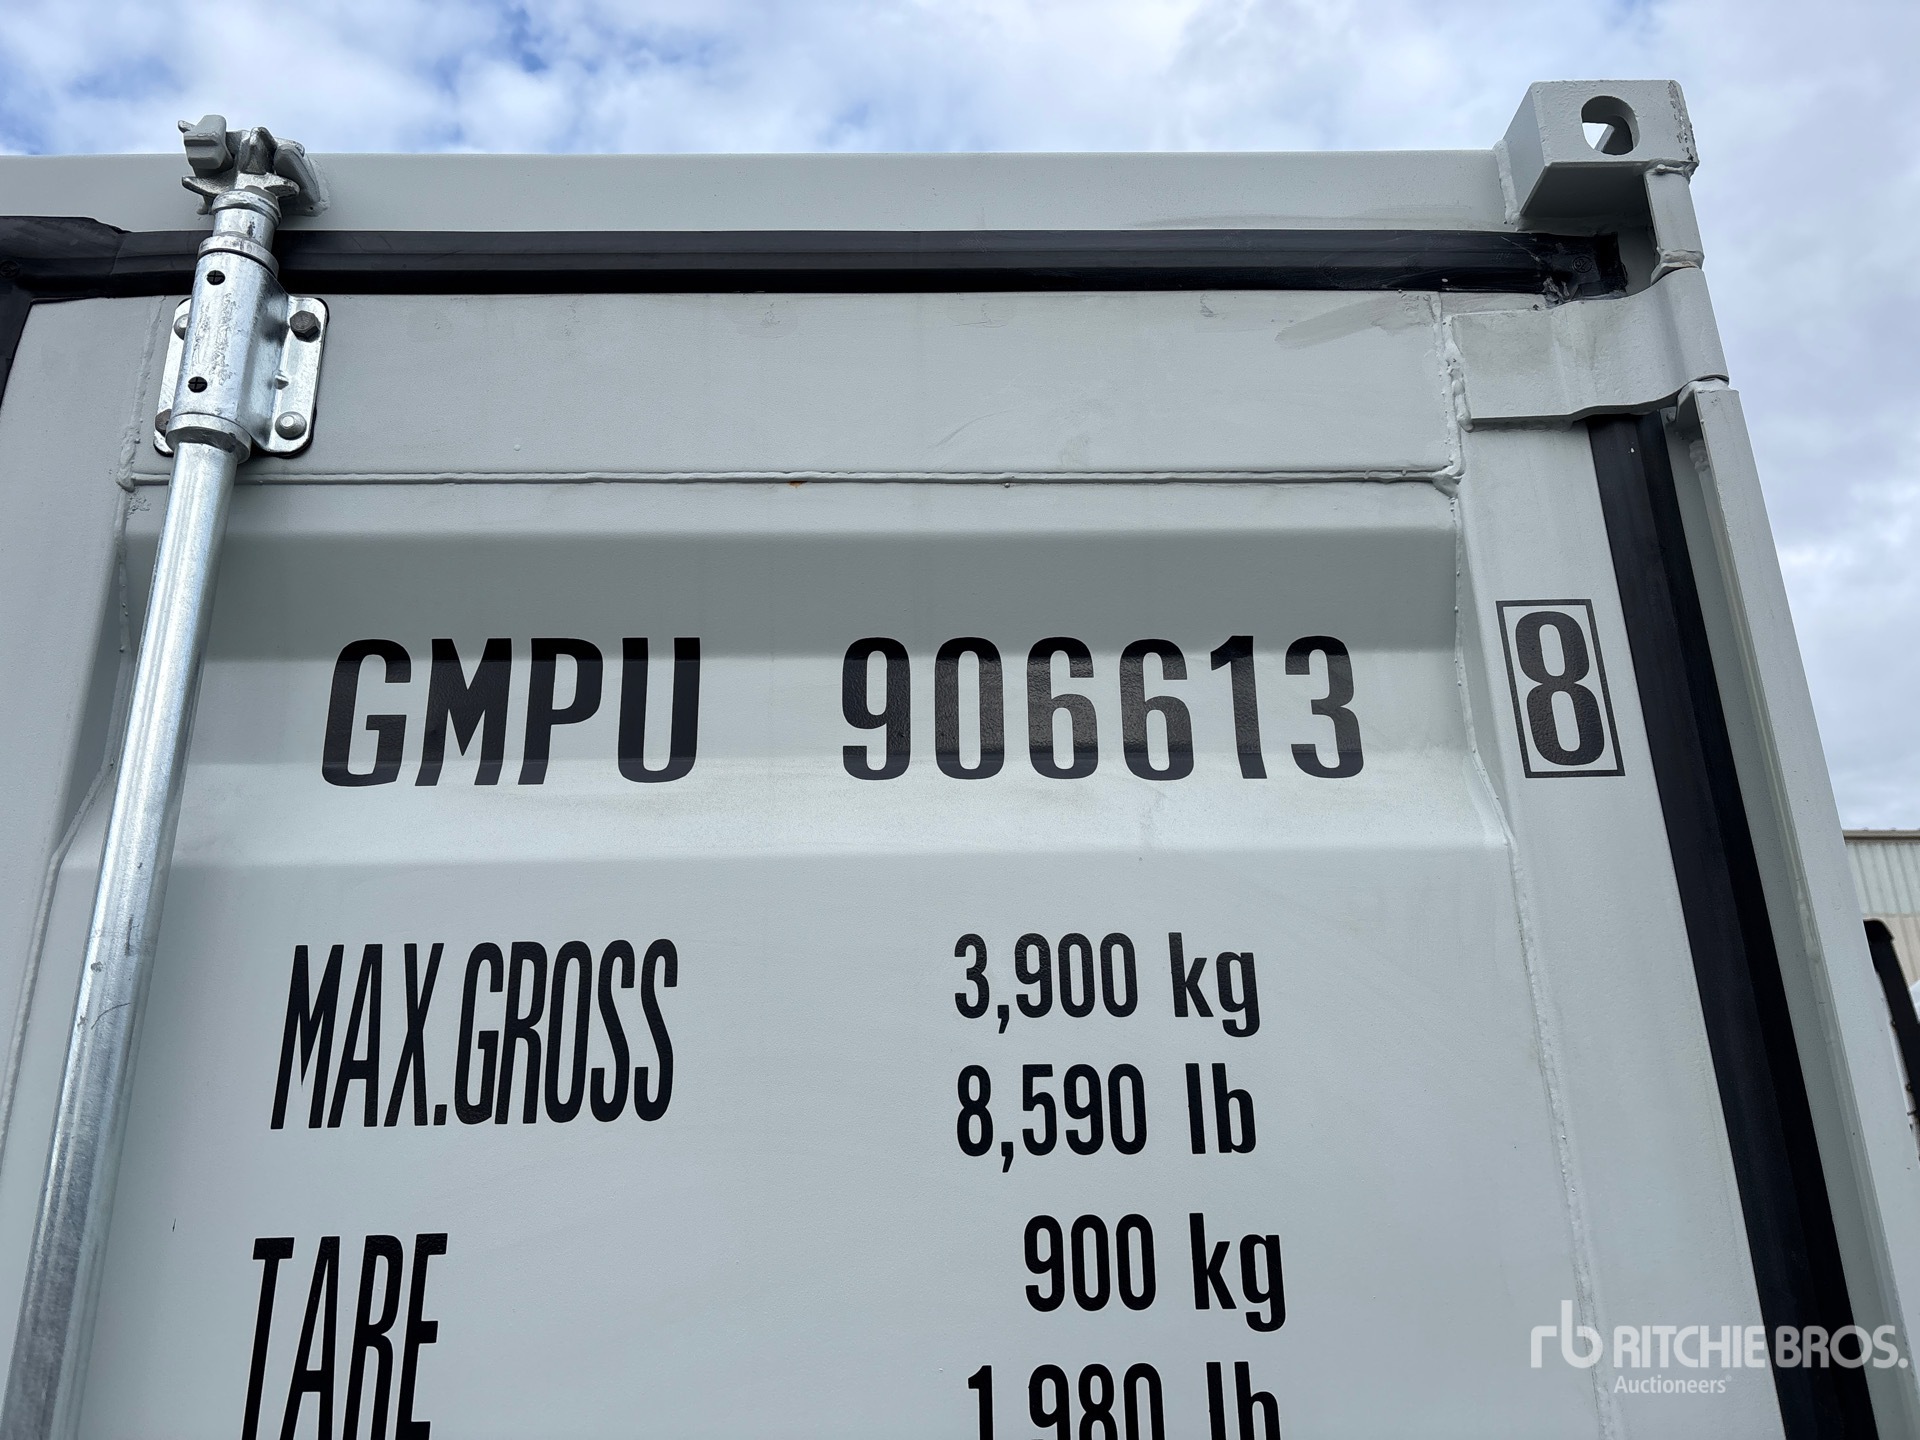 GMPU 906613 8
MAX.GROSS 3,900 kg
8,590 lb
TARE 900 kg
1,980 lb
rb RITCHIE BROS.
Auctioneers